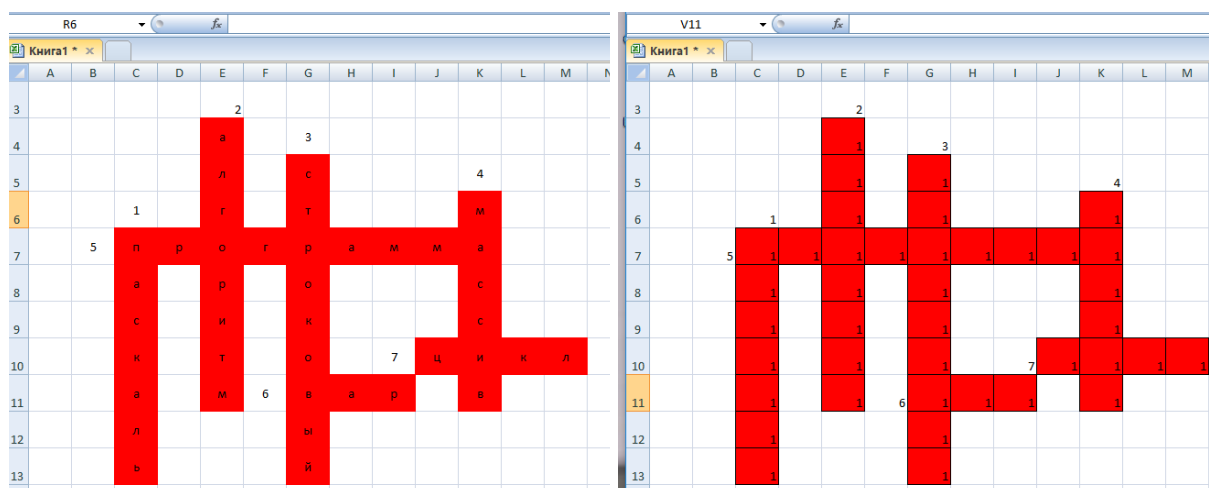 R6 fx
Книга1 * ×
A B C D E F G H I J K L M N
3 2
4 а 3
5 л с 4
6 1 г т м
7 5 п р о г р а м м а
8 а р о с
9 с и к с
10 к т о 7 ц и к л
11 а м 6 в а р в
12 л ы
13 ь й
V11 fx
Книга1 * ×
A B C D E F G H I J K L M
3 2
4 1 3
5 1 1 4
6 1 1 1 1
7 5 1 1 1 1 1 1 1 1 1
8 1 1 1 1
9 1 1 1 1
10 1 1 1 7 1 1 1 1
11 1 1 6 1 1 1 1
12 1 1
13 1 1